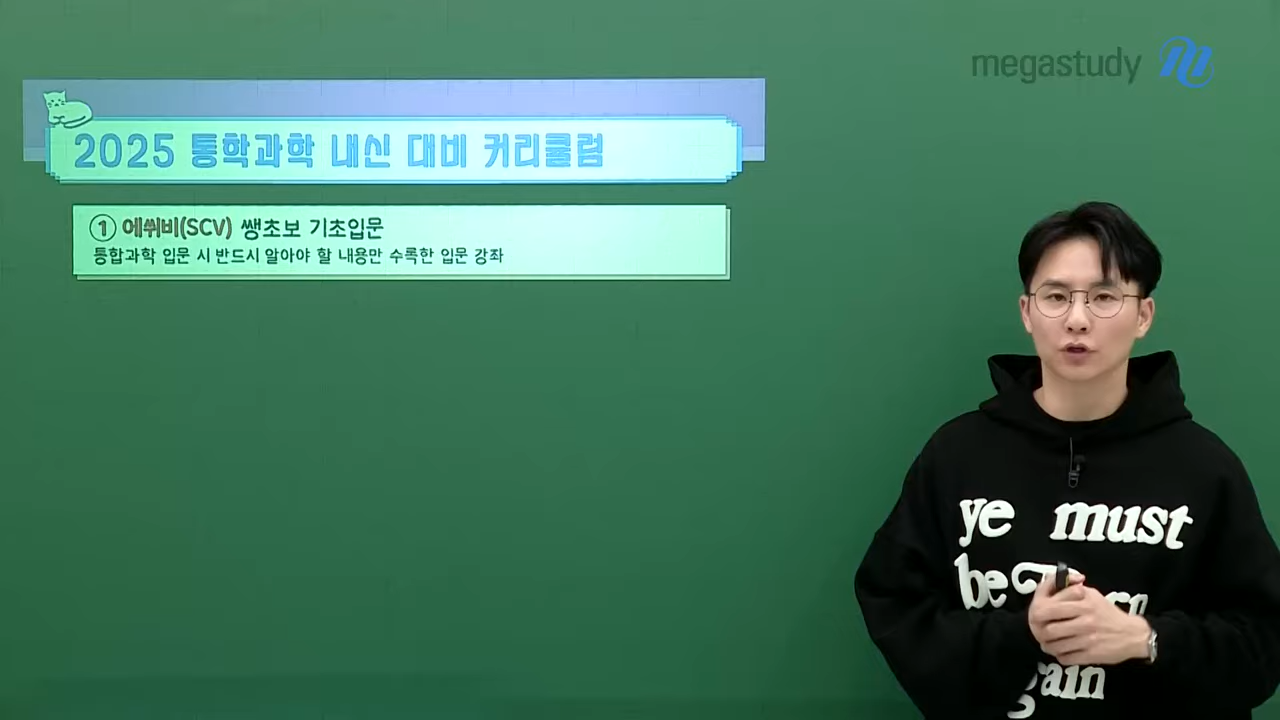 megastudy
2025 통합과학 내신 대비 커리큘럼
① 에쒸비(SCV) 쌩초보 기초입문
통합과학 입문 시 반드시 알아야 할 내용만 수록한 입문 강좌
ye must
be
gain